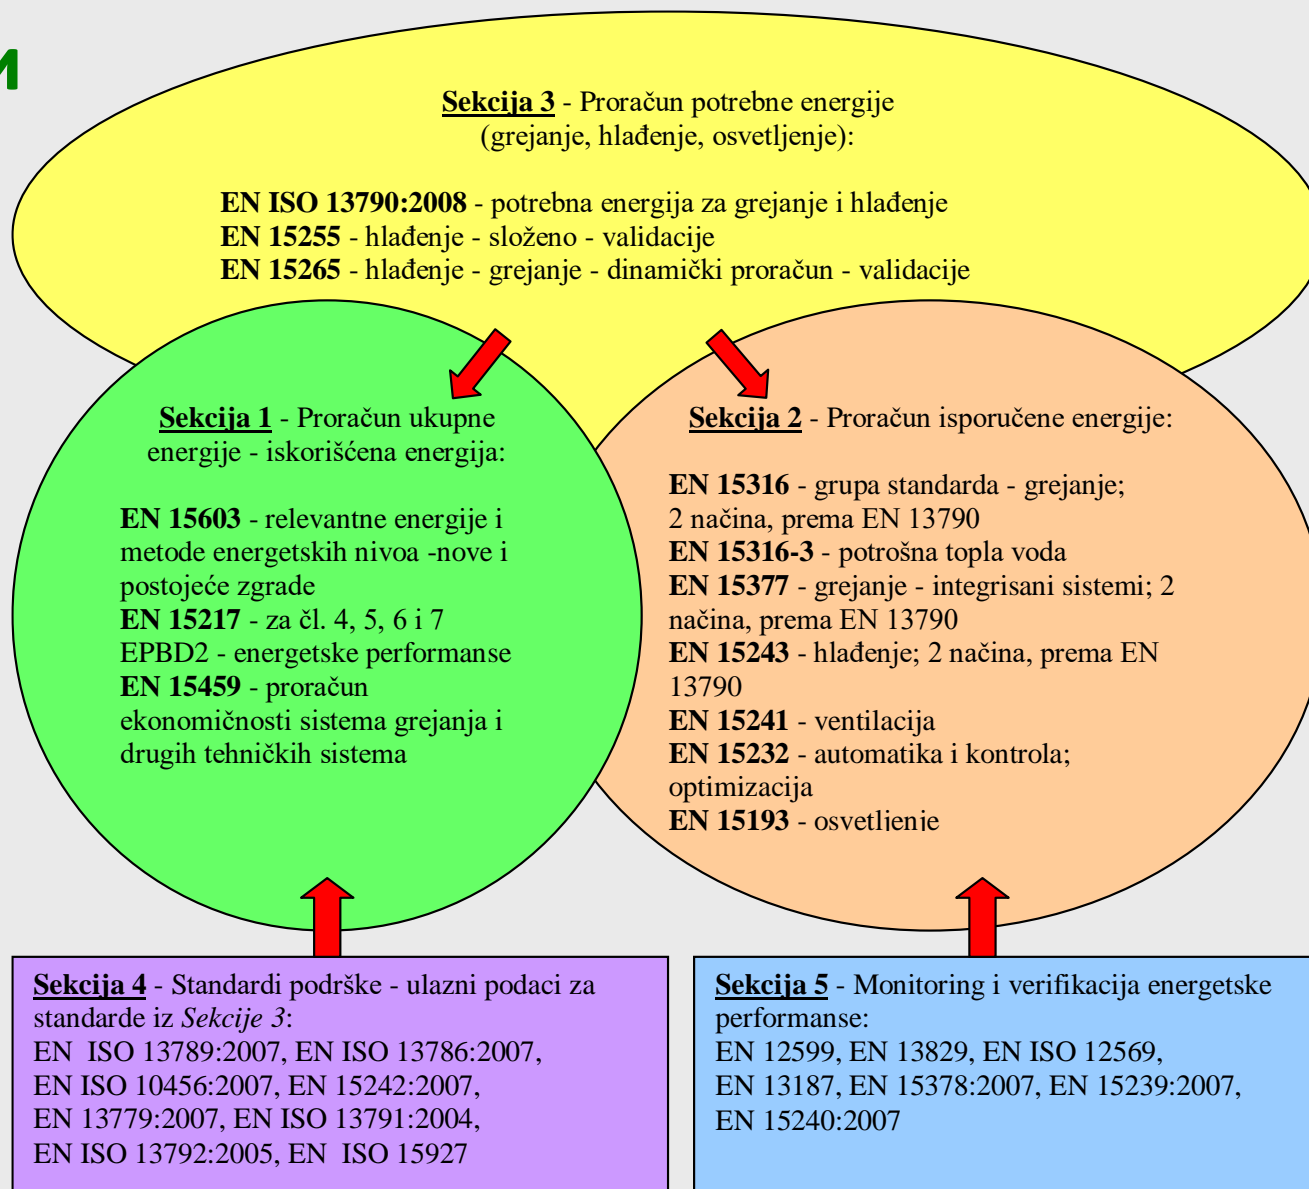 Sekcija 3 - Proračun potrebne energije
(grejanje, hlađenje, osvetljenje):
EN ISO 13790:2008 - potrebna energija za grejanje i hlađenje
EN 15255 - hlađenje - složeno - validacije
EN 15265 - hlađenje - grejanje - dinamički proračun - validacije
Sekcija 1 - Proračun ukupne
energije - iskorišćena energija:
EN 15603 - relevantne energije i
metode energetskih nivoa -nove i
postojeće zgrade
EN 15217 - za čl. 4, 5, 6 i 7
EPBD2 - energetske performanse
EN 15459 - proračun
ekonomičnosti sistema grejanja i
drugih tehničkih sistema
Sekcija 2 - Proračun isporučene energije:
EN 15316 - grupa standarda - grejanje;
2 načina, prema EN 13790
EN 15316-3 - potrošna topla voda
EN 15377 - grejanje - integrisani sistemi; 2
načina, prema EN 13790
EN 15243 - hlađenje; 2 načina, prema EN
13790
EN 15241 - ventilacija
EN 15232 - automatika i kontrola;
optimizacija
EN 15193 - osvetljenje
Sekcija 4 - Standardi podrške - ulazni podaci za
standarde iz Sekcije 3:
EN  ISO 13789:2007, EN ISO 13786:2007,
EN ISO 10456:2007, EN 15242:2007,
EN 13779:2007, EN ISO 13791:2004,
EN ISO 13792:2005, EN  ISO 15927
Sekcija 5 - Monitoring i verifikacija energetske
performanse:
EN 12599, EN 13829, EN ISO 12569,
EN 13187, EN 15378:2007, EN 15239:2007,
EN 15240:2007